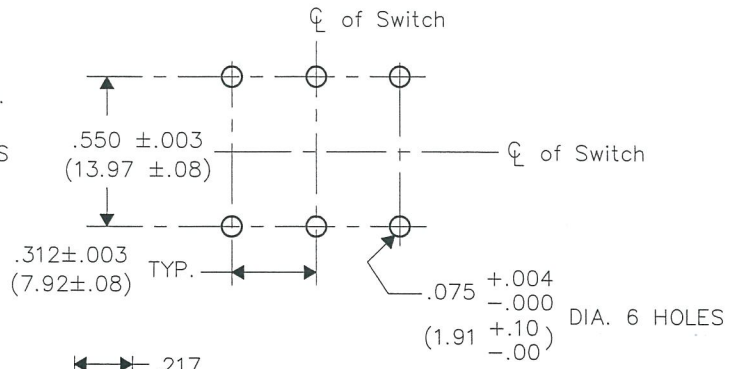 ℄ of Switch
.550 ±.003
(13.97 ±.08)
℄ of Switch
S
.312±.003
(7.92±.08)
TYP.
.075 +.004 -.000
(1.91 +.10 -.00)
DIA. 6 HOLES
.217